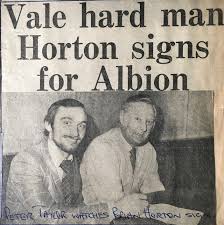 Vale hard man
Horton signs
for Albion
PETER TAYLOR WATCHES BRIAN HORTON SIGN